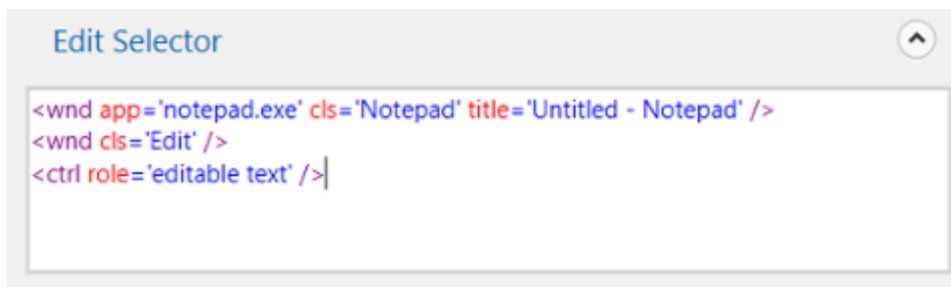 Edit Selector
<wnd app='notepad.exe' cls='Notepad' title='Untitled - Notepad' />
<wnd cls='Edit' />
<ctrl role='editable text' />